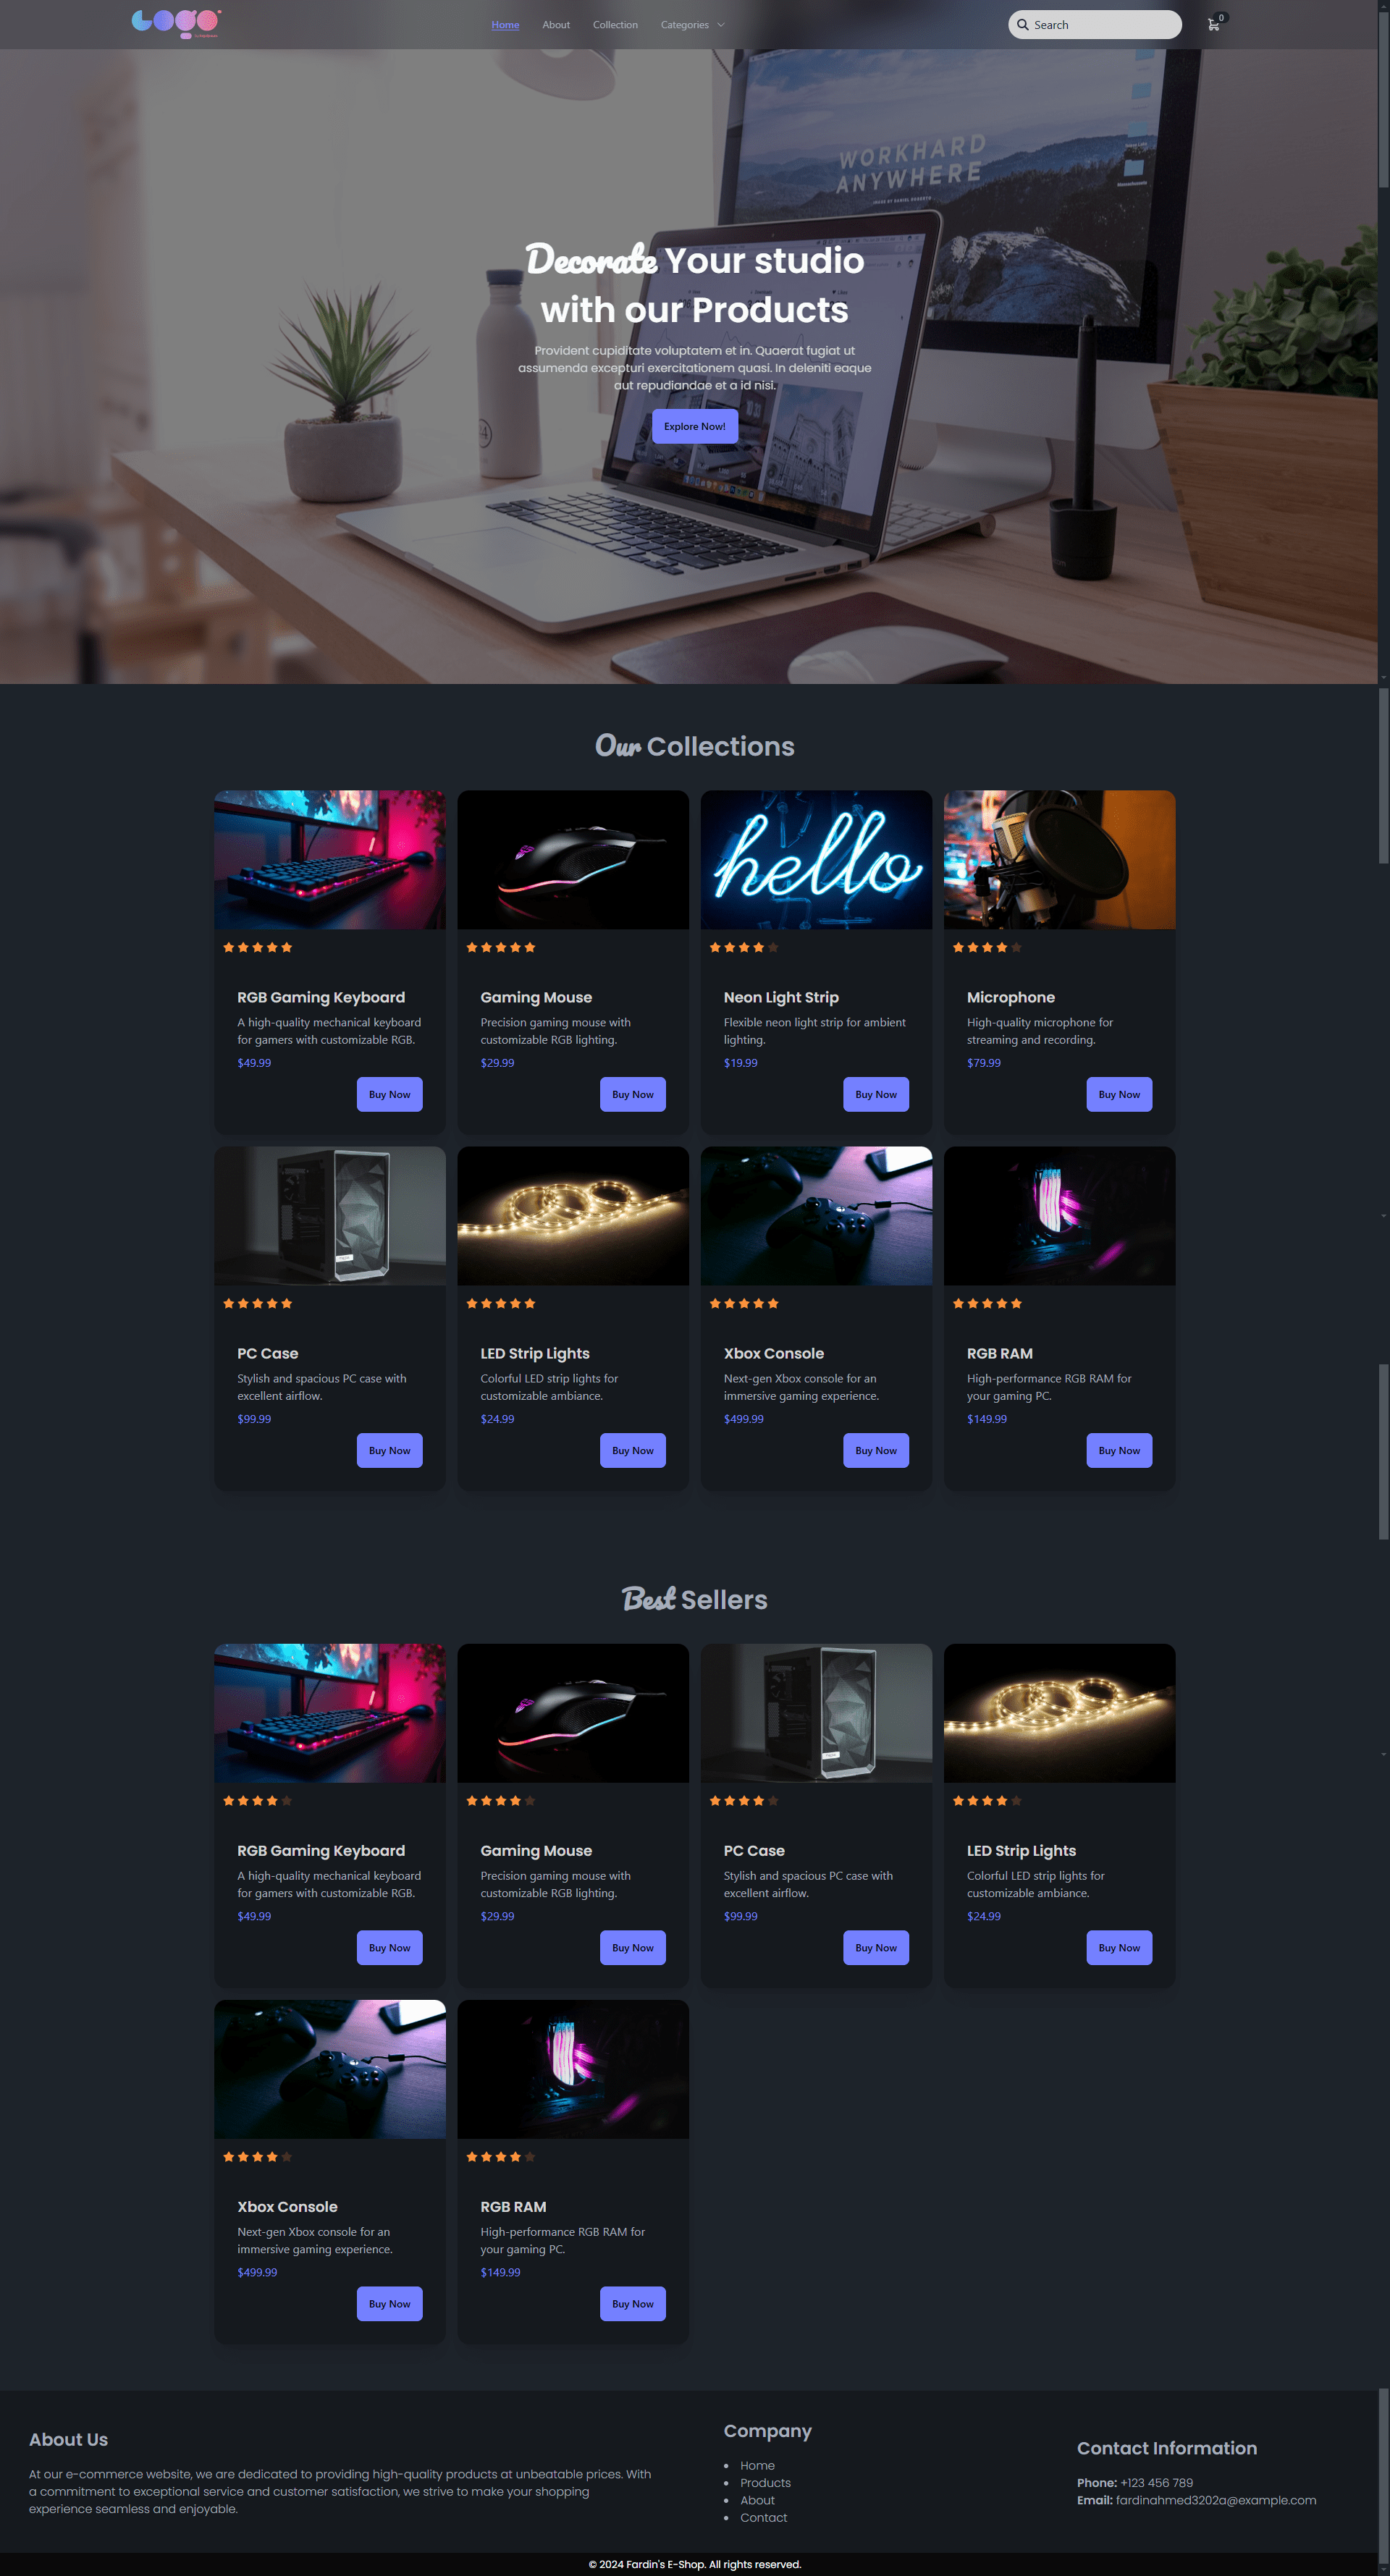 Logo
Home
About
Collection
Categories
Search
0
WORKHARD
ANYWHERE
Decorate Your studio
with our Products
Provident cupiditate voluptatem et in. Quaerat fugiat ut
assumenda excepturi exercitationem quasi. In deleniti eaque
aut repudiandae et a id nisi.
Explore Now!
Our Collections
hello
RGB Gaming Keyboard
A high-quality mechanical keyboard
for gamers with customizable RGB.
$49.99
Buy Now
Gaming Mouse
Precision gaming mouse with
customizable RGB lighting.
$29.99
Buy Now
Neon Light Strip
Flexible neon light strip for ambient
lighting.
$19.99
Buy Now
Microphone
High-quality microphone for
streaming and recording.
$79.99
Buy Now
PC Case
Stylish and spacious PC case with
excellent airflow.
$99.99
Buy Now
LED Strip Lights
Colorful LED strip lights for
customizable ambiance.
$24.99
Buy Now
Xbox Console
Next-gen Xbox console for an
immersive gaming experience.
$499.99
Buy Now
RGB RAM
High-performance RGB RAM for
your gaming PC.
$149.99
Buy Now
Best Sellers
RGB Gaming Keyboard
A high-quality mechanical keyboard
for gamers with customizable RGB.
$49.99
Buy Now
Gaming Mouse
Precision gaming mouse with
customizable RGB lighting.
$29.99
Buy Now
PC Case
Stylish and spacious PC case with
excellent airflow.
$99.99
Buy Now
LED Strip Lights
Colorful LED strip lights for
customizable ambiance.
$24.99
Buy Now
Xbox Console
Next-gen Xbox console for an
immersive gaming experience.
$499.99
Buy Now
RGB RAM
High-performance RGB RAM for
your gaming PC.
$149.99
Buy Now
About Us
At our e-commerce website, we are dedicated to providing high-quality products at unbeatable prices. With
a commitment to exceptional service and customer satisfaction, we strive to make your shopping
experience seamless and enjoyable.
Company
• Home
• Products
• About
• Contact
Contact Information
Phone: +123 456 789
Email: fardinahmed3202a@example.com
© 2024 Fardin's E-Shop. All rights reserved.